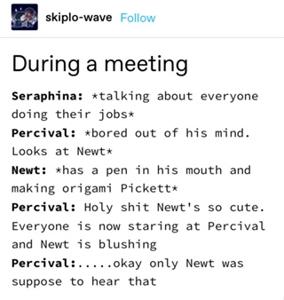 skiplo-wave Follow
During a meeting
Seraphina: *talking about everyone
doing their jobs*
Percival: *bored out of his mind.
Looks at Newt*
Newt: *has a pen in his mouth and
making origami Pickett*
Percival: Holy shit Newt's so cute.
Everyone is now staring at Percival
and Newt is blushing
Percival:.....okay only Newt was
suppose to hear that